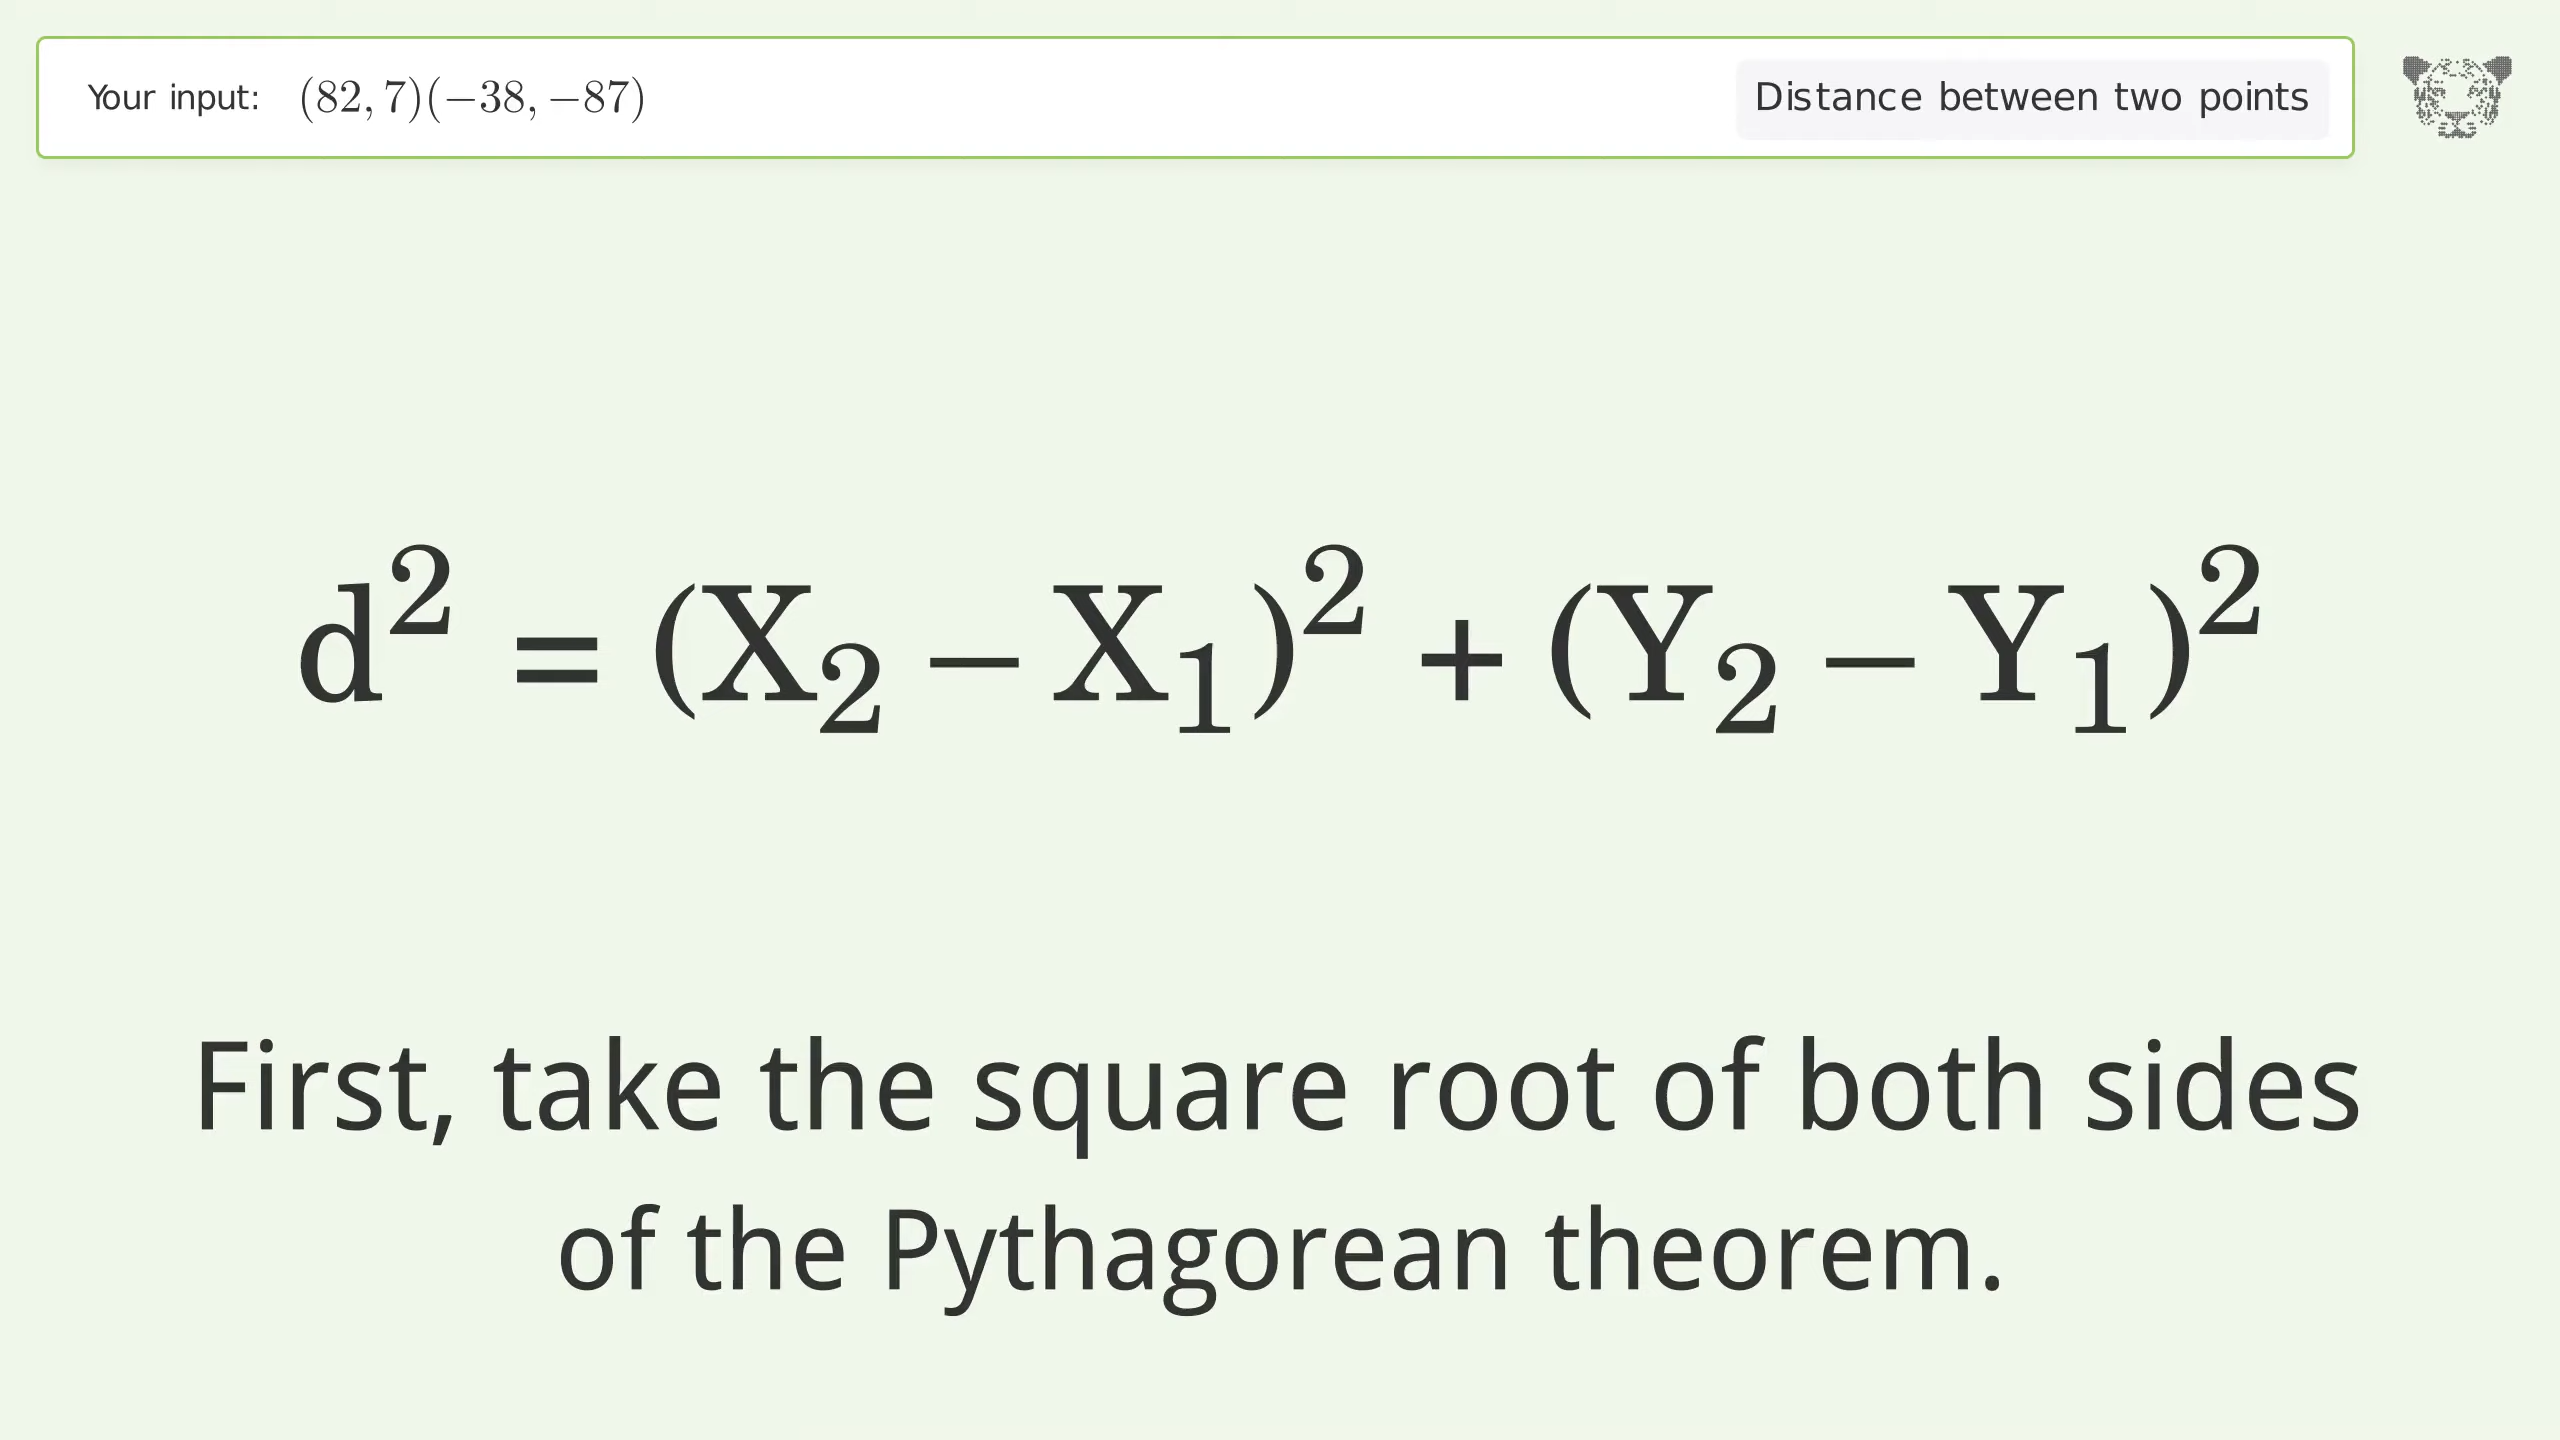 Your input: (82, 7)(−38, −87)
Distance between two points
d² = (X₂ − X₁)² + (Y₂ − Y₁)²
First, take the square root of both sides
of the Pythagorean theorem.